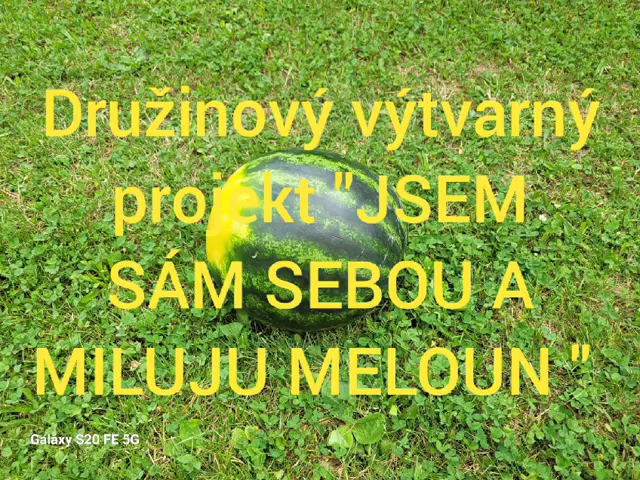 Družinový výtvarný
projekt "JSEM
SÁM SEBOU A
MILUJU MELOUN "
Galaxy S20 FE 5G